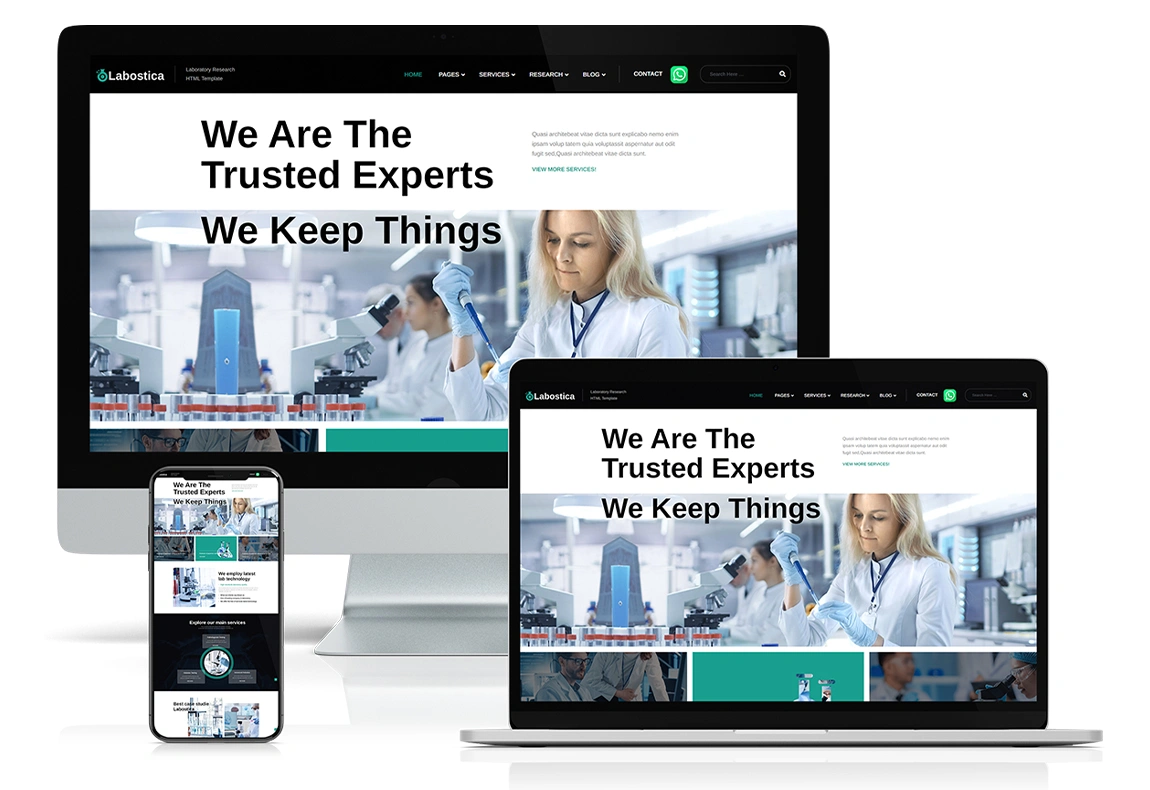 Labostica
Laboratory Research
HTML Template
HOME
PAGES
SERVICES
RESEARCH
BLOG
CONTACT
Search Here ...
We Are The
Trusted Experts
We Keep Things
Quasi architebeat vitae dicta sunt explicabo nemo enim
ipsam volup tatem quia voluptassit aspernatur aut odit
fugit sed,Quasi architebeat vitae dicta sunt.
VIEW MORE SERVICES!
Labostica
Laboratory Research
HTML Template
HOME
PAGES
SERVICES
RESEARCH
BLOG
CONTACT
Search Here ...
We Are The
Trusted Experts
We Keep Things
Quasi architebeat vitae dicta sunt explicabo nemo enim
ipsam volup tatem quia voluptassit aspernatur aut odit
fugit sed,Quasi architebeat vitae dicta sunt.
VIEW MORE SERVICES!
We Are The
Trusted Experts
We Keep Things
We employ latest
lab technology
Explore our main services
Best case studie
Labostica